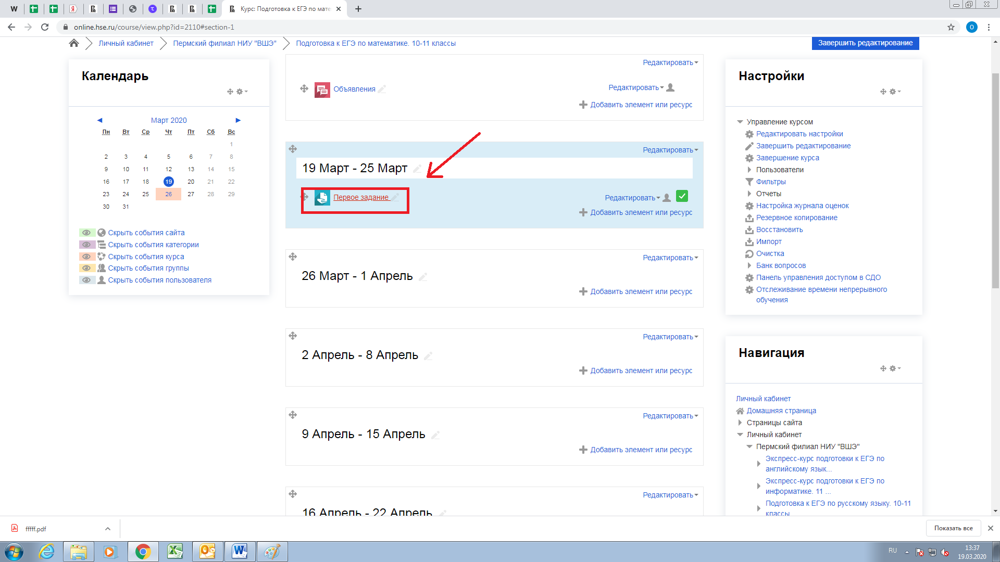 Курс: Подготовка к ЕГЭ по мате
online.hse.ru/course/view.php?id=2110#section-1
Личный кабинет
Пермский филиал НИУ "ВШЭ"
Подготовка к ЕГЭ по математике. 10-11 классы
Завершить редактирование
Календарь
Март 2020
Пн Вт Ср Чт Пт Сб Вс
1
2 3 4 5 6 7 8
9 10 11 12 13 14 15
16 17 18 19 20 21 22
23 24 25 26 27 28 29
30 31
Скрыть события сайта
Скрыть события категории
Скрыть события курса
Скрыть события группы
Скрыть события пользователя
Редактировать
Объявления
Редактировать
Добавить элемент или ресурс
Редактировать
19 Март - 25 Март
Первое задание
Редактировать
Добавить элемент или ресурс
Редактировать
26 Март - 1 Апрель
Добавить элемент или ресурс
Редактировать
2 Апрель - 8 Апрель
Добавить элемент или ресурс
Редактировать
9 Апрель - 15 Апрель
Добавить элемент или ресурс
Редактировать
16 Апрель - 22 Апрель
Настройки
Управление курсом
Редактировать настройки
Завершить редактирование
Завершение курса
Пользователи
Фильтры
Отчеты
Настройка журнала оценок
Резервное копирование
Восстановить
Импорт
Очистка
Банк вопросов
Панель управления доступом в СДО
Отслеживание времени непрерывного
обучения
Навигация
Личный кабинет
Домашняя страница
Страницы сайта
Личный кабинет
Пермский филиал НИУ "ВШЭ"
Экспресс-курс подготовки к ЕГЭ по
английскому язык...
Экспресс-курс подготовки к ЕГЭ по
информатике. 11 ...
Подготовка к ЕГЭ по русскому языку. 10-11
классы
fffff.pdf
Показать все
RU
13:37
19.03.2020